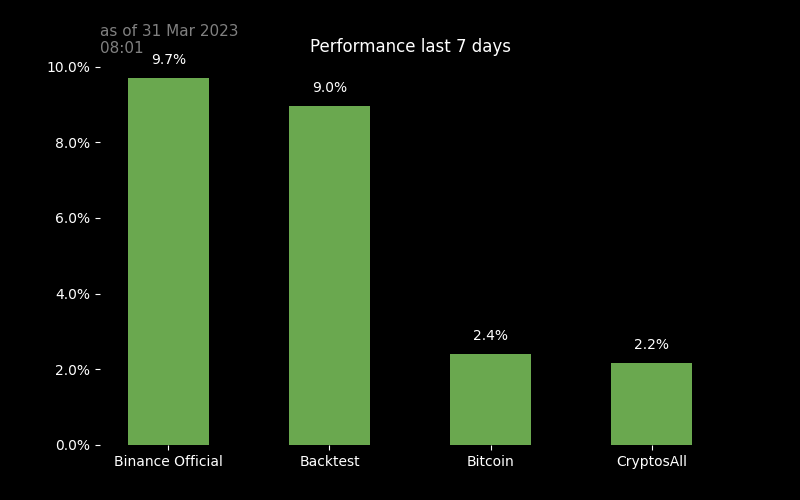 as of 31 Mar 2023
08:01
Performance last 7 days
10.0%
8.0%
6.0%
4.0%
2.0%
0.0%
9.7%
9.0%
2.4%
2.2%
Binance Official
Backtest
Bitcoin
CryptosAll